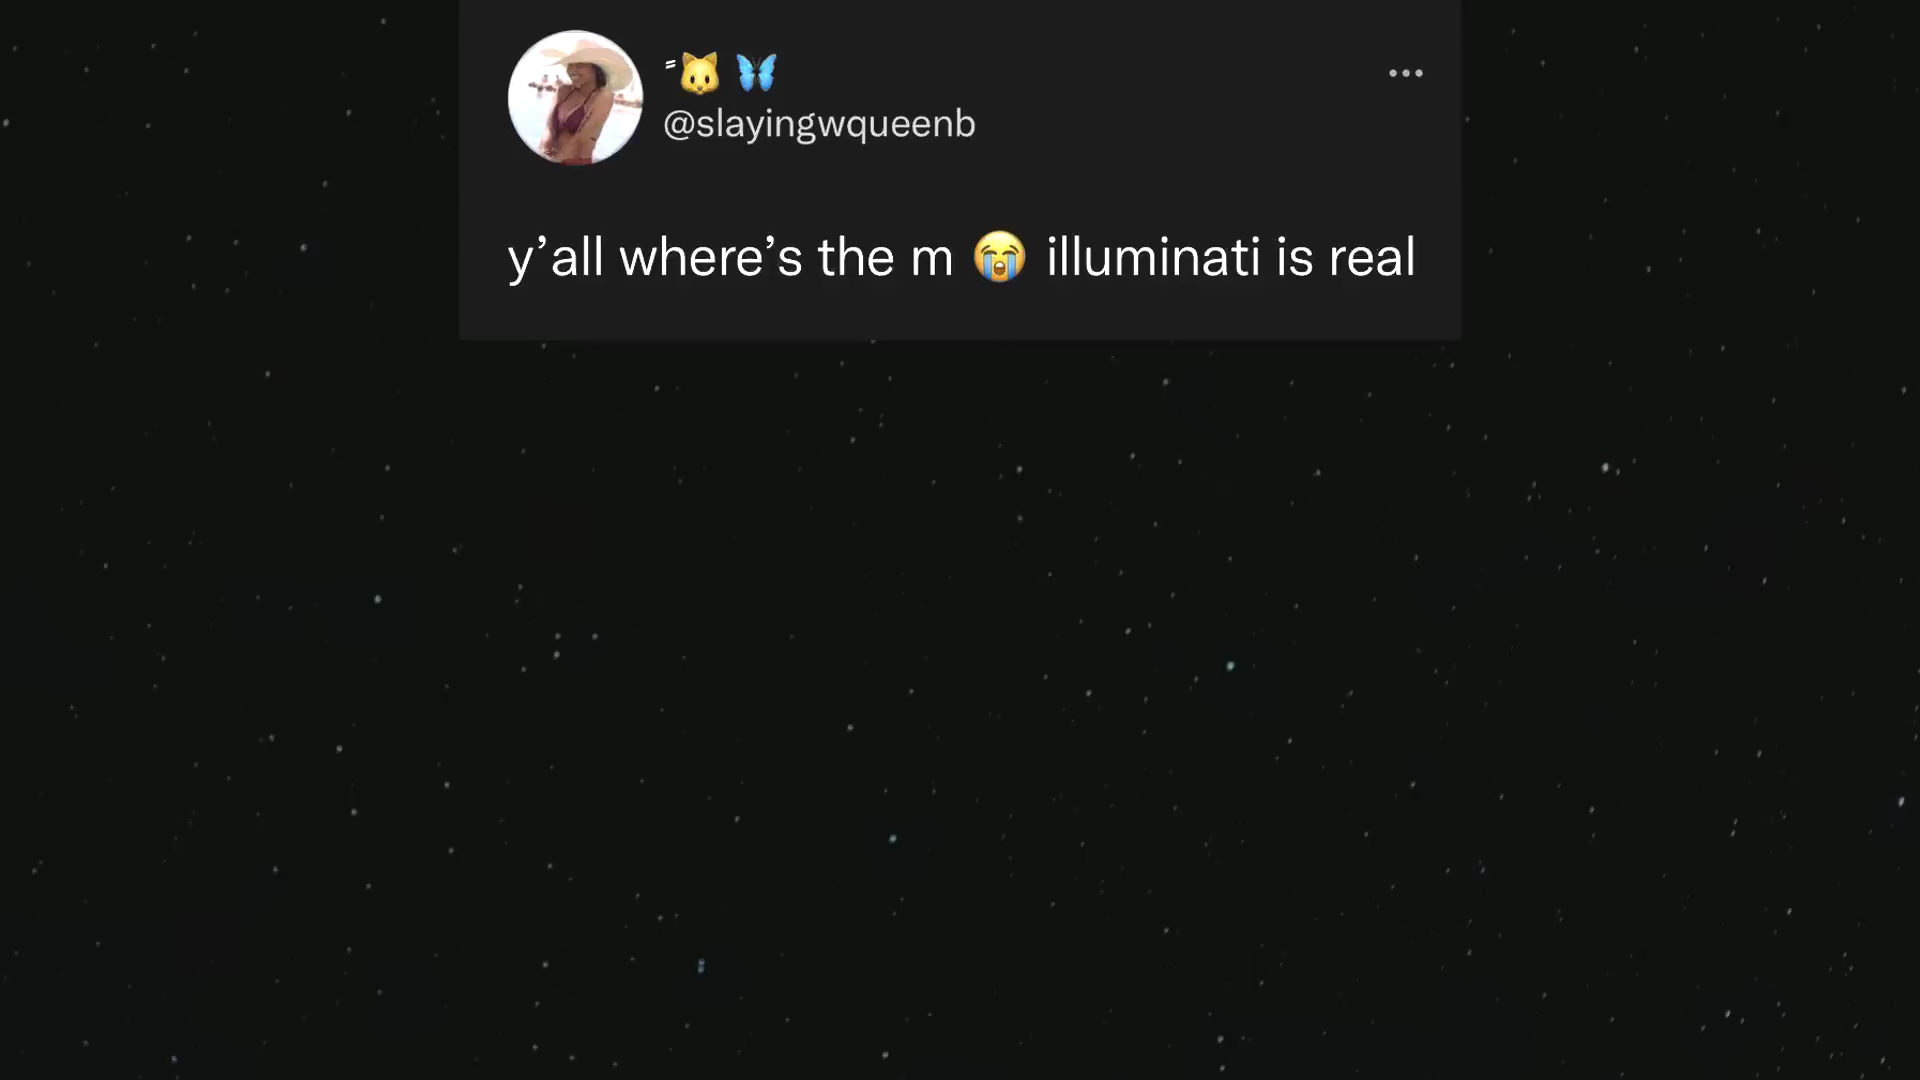 ⁼🐱 🦋
@slayingwqueenb
y’all where’s the m 😭 illuminati is real